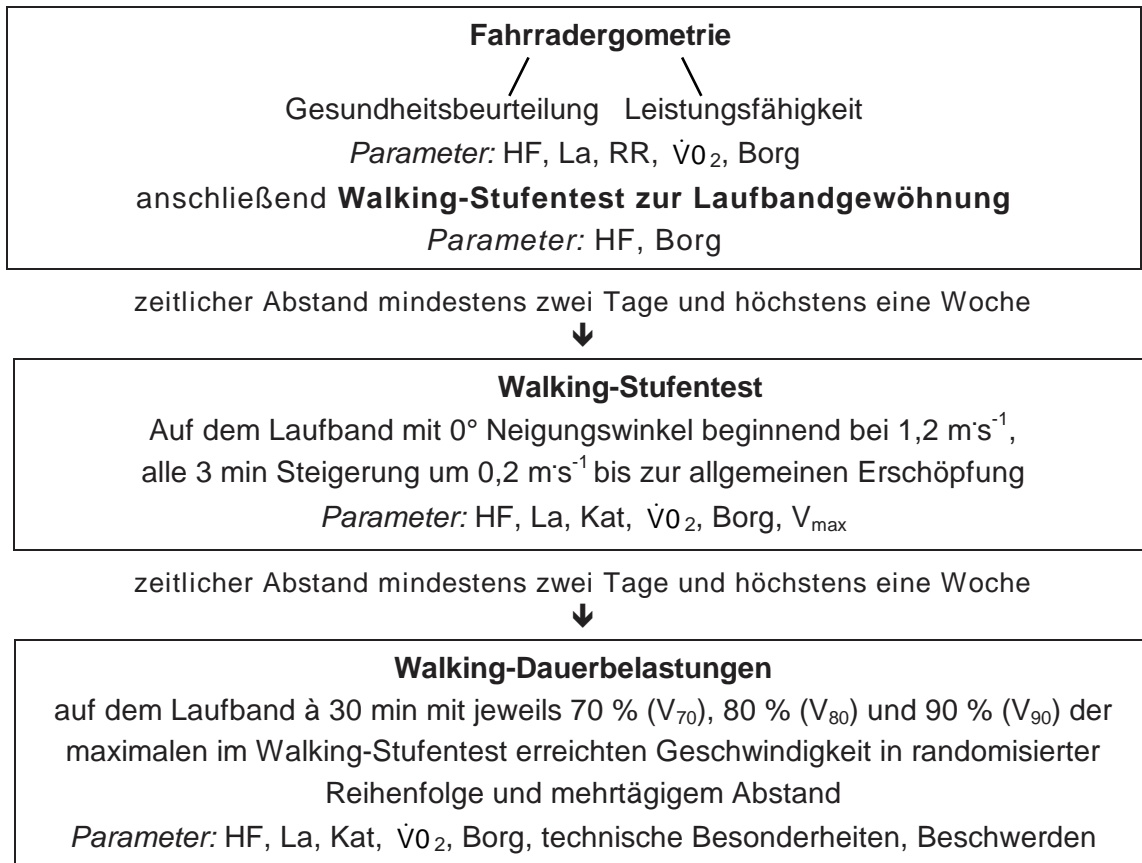 Fahrradergometrie
Gesundheitsbeurteilung Leistungsfähigkeit
Parameter: HF, La, RR, V̇0₂, Borg
anschließend Walking-Stufentest zur Laufbandgewöhnung
Parameter: HF, Borg
zeitlicher Abstand mindestens zwei Tage und höchstens eine Woche
Walking-Stufentest
Auf dem Laufband mit 0° Neigungswinkel beginnend bei 1,2 m·s⁻¹,
alle 3 min Steigerung um 0,2 m·s⁻¹ bis zur allgemeinen Erschöpfung
Parameter: HF, La, Kat, V̇0₂, Borg, Vmax
zeitlicher Abstand mindestens zwei Tage und höchstens eine Woche
Walking-Dauerbelastungen
auf dem Laufband à 30 min mit jeweils 70 % (V₇₀), 80 % (V₈₀) und 90 % (V₉₀) der
maximalen im Walking-Stufentest erreichten Geschwindigkeit in randomisierter
Reihenfolge und mehrtägigem Abstand
Parameter: HF, La, Kat, V̇0₂, Borg, technische Besonderheiten, Beschwerden